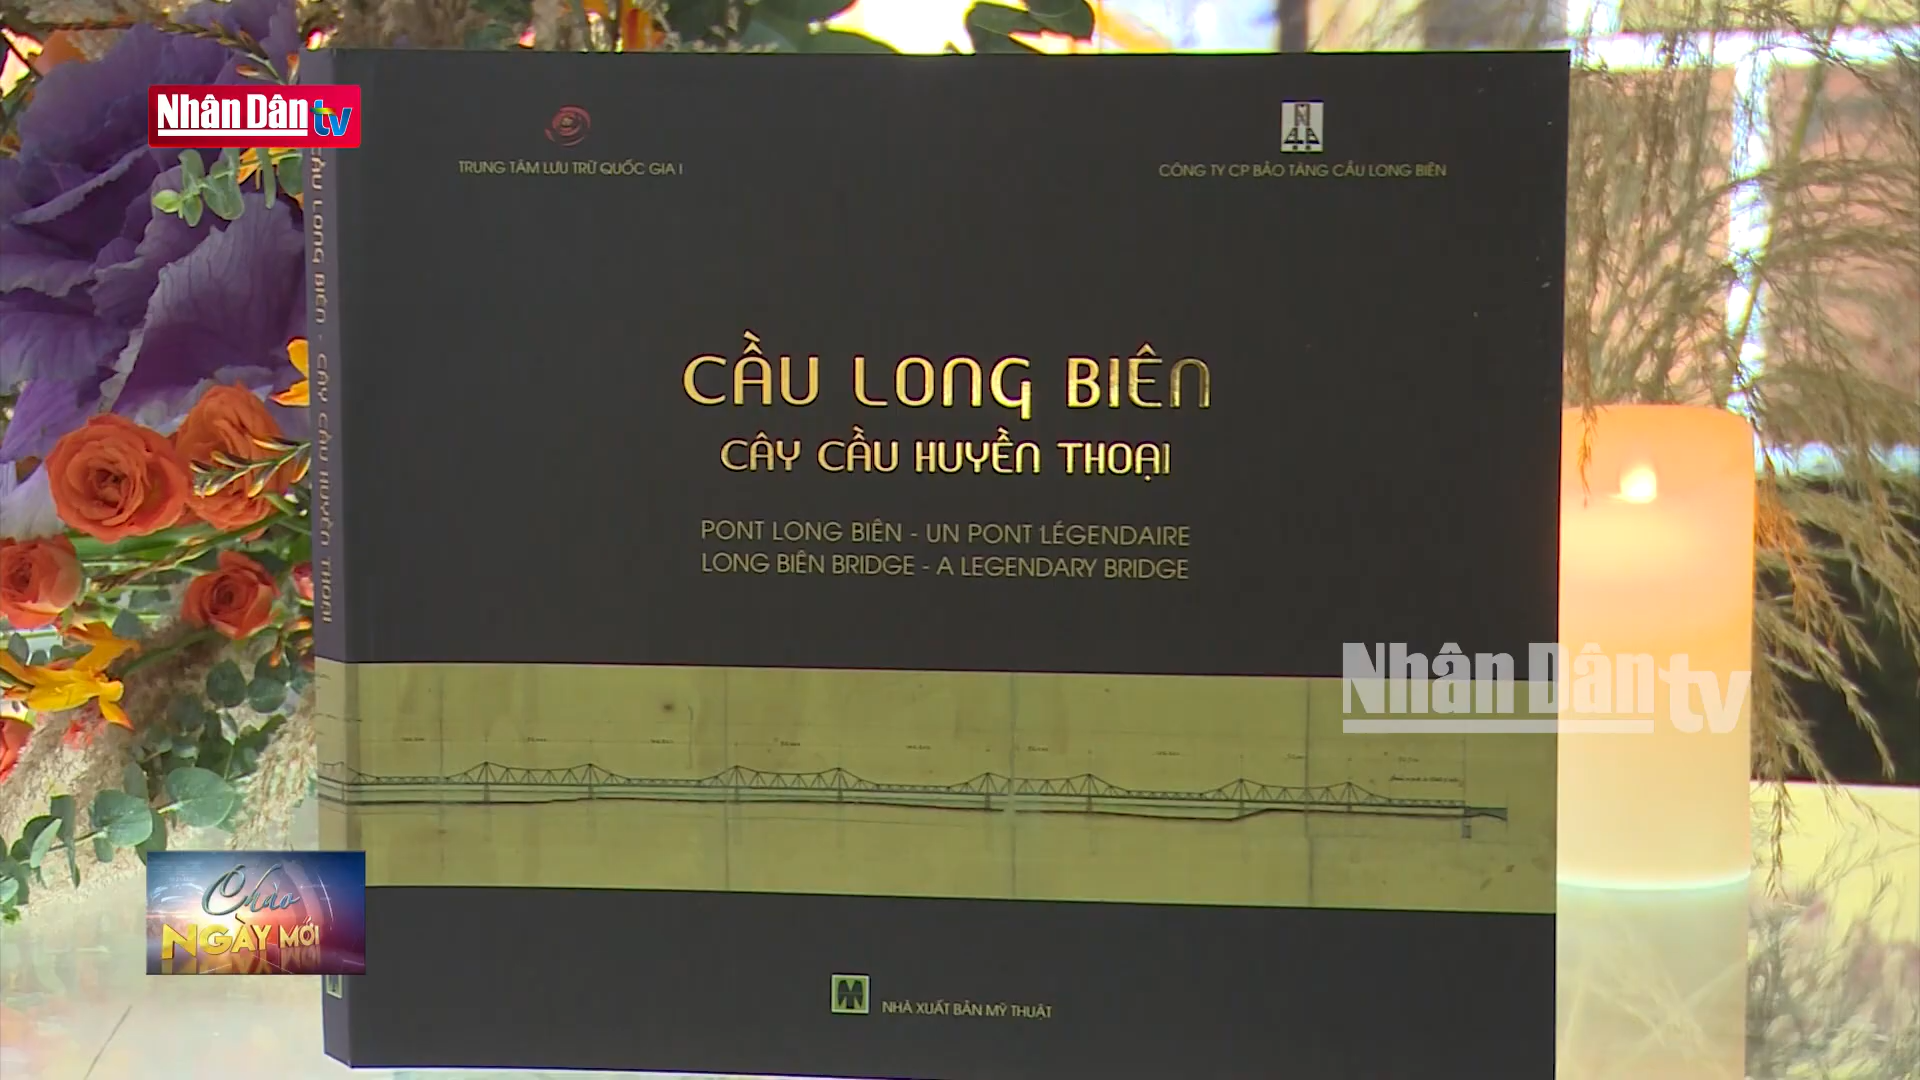 Nhân Dân tv
TRUNG TÂM LƯU TRỮ QUỐC GIA I
CÔNG TY CP BẢO TÀNG CẦU LONG BIÊN
CẦU LONG BIÊN - CÂY CẦU HUYỀN THOẠI
CẦU LONG BIÊN
CÂY CẦU HUYỀN THOẠI
PONT LONG BIÊN - UN PONT LÉGENDAIRE
LONG BIÊN BRIDGE - A LEGENDARY BRIDGE
Nhân Dân tv
Chào
NGÀY MỚI
NHÀ XUẤT BẢN MỸ THUẬT